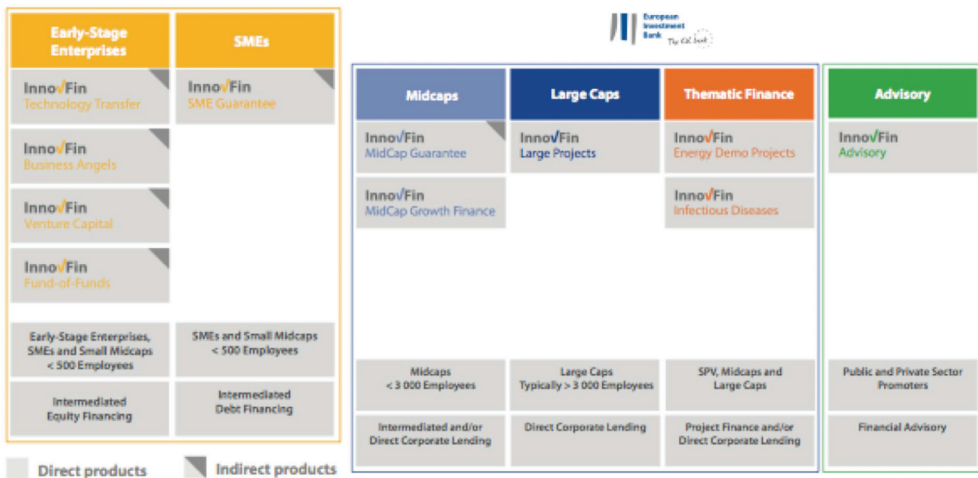 Early-Stage
Enterprises
SMEs
InnovFin
Technology Transfer
InnovFin
SME Guarantee
InnovFin
Business Angels
InnovFin
Venture Capital
InnovFin
Fund-of-Funds
Early-Stage Enterprises,
SMEs and Small Midcaps
< 500 Employees
SMEs and Small Midcaps
< 500 Employees
Intermediated
Equity Financing
Intermediated
Debt Financing
European
Investment
Bank The EU bank
Midcaps
Large Caps
Thematic Finance
Advisory
InnovFin
MidCap Guarantee
InnovFin
Large Projects
InnovFin
Energy Demo Projects
InnovFin
Advisory
InnovFin
MidCap Growth Finance
InnovFin
Infectious Diseases
Midcaps
< 3 000 Employees
Large Caps
Typically > 3 000 Employees
SPV, Midcaps and
Large Caps
Public and Private Sector
Promoters
Intermediated and/or
Direct Corporate Lending
Direct Corporate Lending
Project Finance and/or
Direct Corporate Lending
Financial Advisory
Direct products
Indirect products